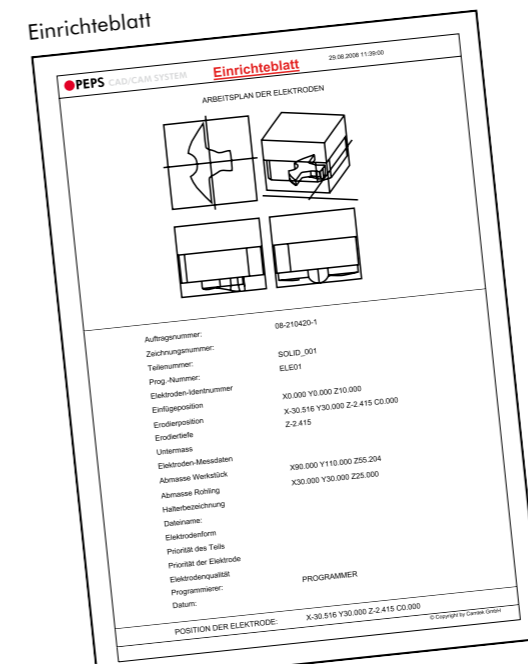 Einrichteblatt
PEPS CAD/CAM SYSTEM Einrichteblatt 29.08.2008 11:39:00
ARBEITSPLAN DER ELEKTRODEN
Auftragsnummer: 08-210420-1
Zeichnungsnummer:
Teilenummer: SOLID_001
Prog.-Nummer: ELE01
Elektroden-Identnummer
Einfügeposition X0.000 Y0.000 Z10.000
Erodierposition X-30.516 Y30.000 Z-2.415 C0.000
Erodiertiefe Z-2.415
Untermass
Elektroden-Messdaten
Abmasse Werkstück X90.000 Y110.000 Z55.204
Abmasse Rohling X30.000 Y30.000 Z25.000
Halterbezeichnung
Dateiname:
Elektrodenform
Priorität des Teils
Priorität der Elektrode
Elektrodenqualität
Programmierer: PROGRAMMER
Datum:
POSITION DER ELEKTRODE: X-30.516 Y30.000 Z-2.415 C0.000
© Copyright by Camtek GmbH